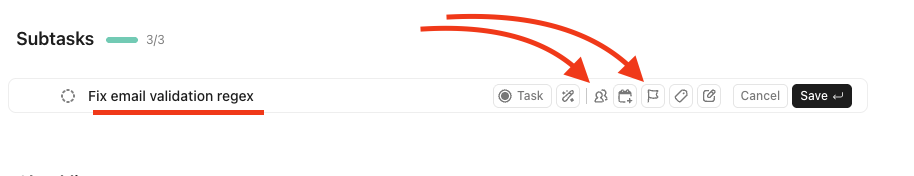 Subtasks 3/3
Fix email validation regex Task Cancel Save ↵